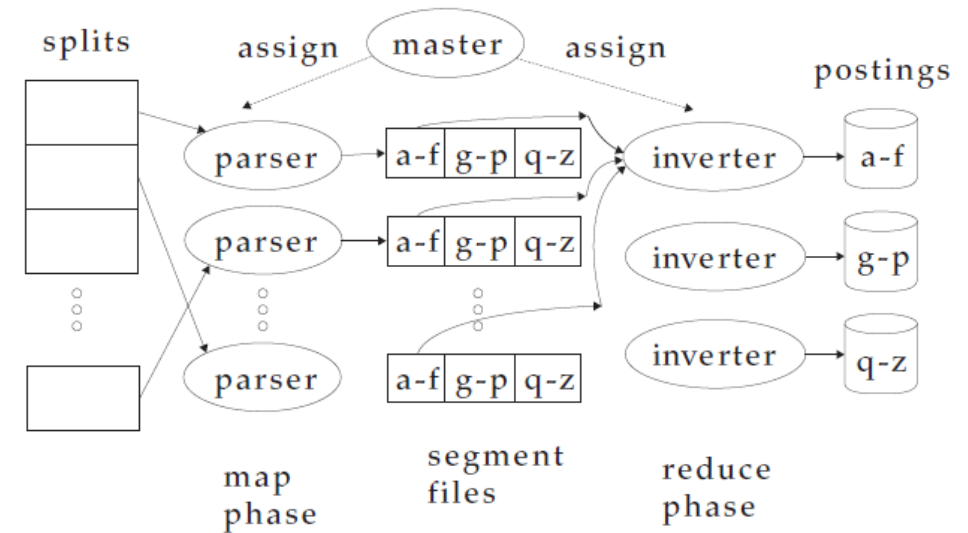 splits
assign
master
assign
postings
parser
a-f g-p q-z
inverter
a-f
parser
a-f g-p q-z
inverter
g-p
parser
a-f g-p q-z
inverter
q-z
map
phase
segment
files
reduce
phase